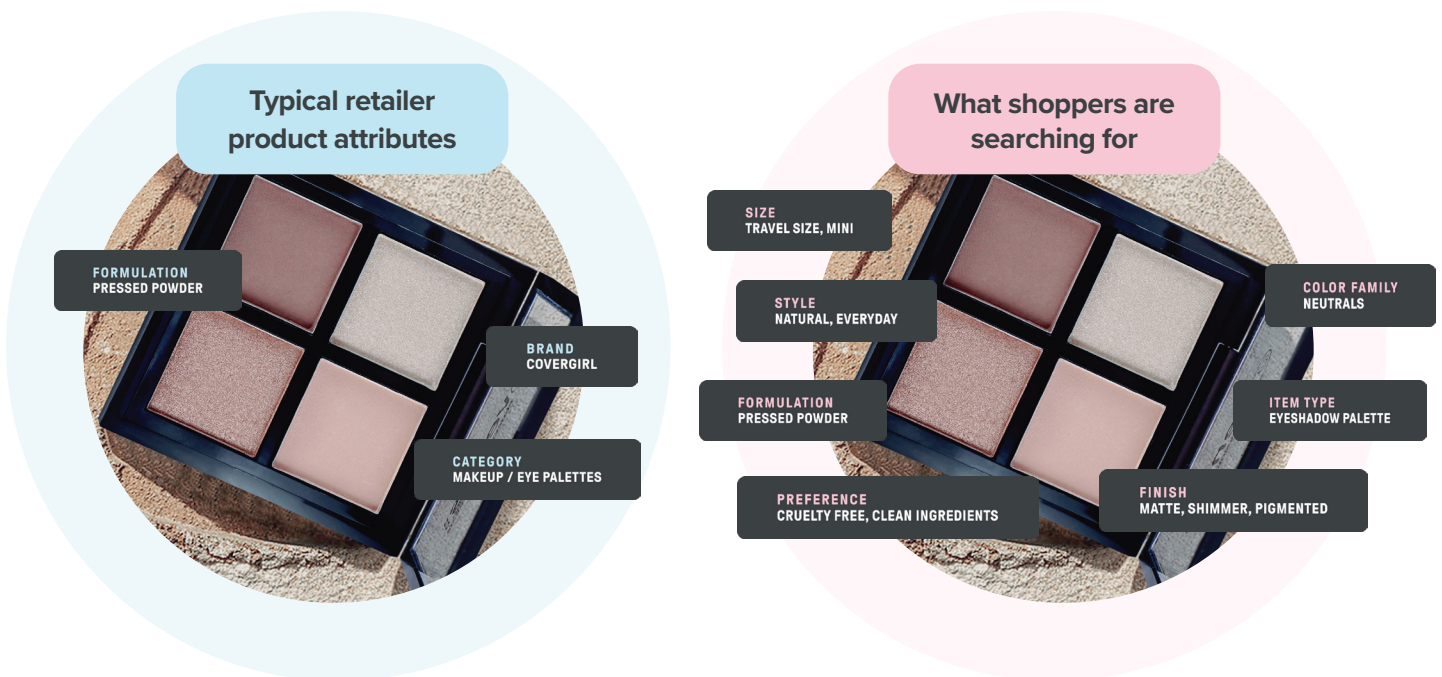 Typical retailer
product attributes
FORMULATION
PRESSED POWDER
BRAND
COVERGIRL
CATEGORY
MAKEUP / EYE PALETTES
What shoppers are
searching for
SIZE
TRAVEL SIZE, MINI
COLOR FAMILY
NEUTRALS
STYLE
NATURAL, EVERYDAY
FORMULATION
PRESSED POWDER
ITEM TYPE
EYESHADOW PALETTE
PREFERENCE
CRUELTY FREE, CLEAN INGREDIENTS
FINISH
MATTE, SHIMMER, PIGMENTED